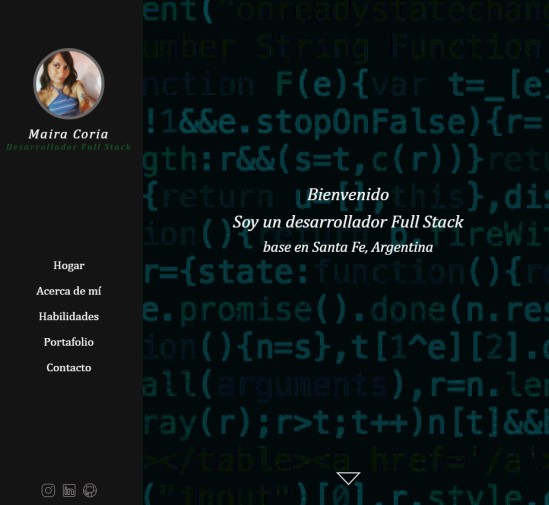 Maira Coria
Desarrollador Full Stack
Hogar
Acerca de mí
Habilidades
Portafolio
Contacto
Bienvenido
Soy un desarrollador Full Stack
base en Santa Fe, Argentina
ent("onreadystatechan
umber String Function
nction F(e){var t=_[e
!1&&e.stopOnFalse){r=
gth:r&&(s=t,c(r))}retu
{return u=[],this},dis
ion(){return p.fireWit
r={state:function(){r
e.promise().done(n.res
ion(){n=s},t[1^e][2].
all(arguments),r=n.len
ray(r);r>t;t++)n[t]&&
></table><a href='/a'>
("input")[0],r.style.